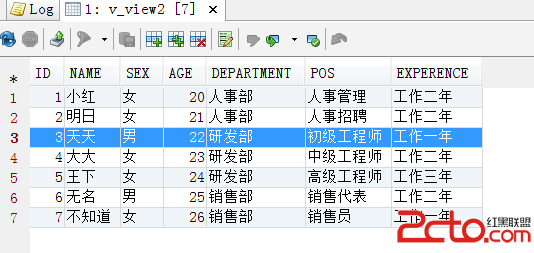 Log 1: v_view2 [7]
* ID NAME SEX AGE DEPARTMENT POS EXPERENCE
1 1 小红 女 20 人事部 人事管理 工作二年
2 2 明日 女 21 人事部 人事招聘 工作二年
3 3 天天 男 22 研发部 初级工程师 工作一年
4 4 大大 女 23 研发部 中级工程师 工作二年
5 5 王下 女 24 研发部 高级工程师 工作三年
6 6 无名 男 25 销售部 销售代表 工作二年
7 7 不知道 女 26 销售部 销售员 工作一年
2cto.com 红黑联盟